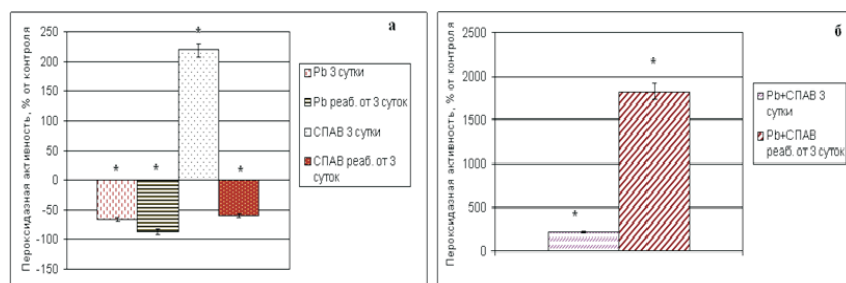 а
Пероксидазная активность, % от контроля
250
200
150
100
50
0
-50
-100
-150
*
*
*
*
Pb 3 сутки
Pb реаб. от 3 суток
СПАВ 3 сутки
СПАВ реаб. от 3
суток
б
Пероксидазная активность, % от контроля
2500
2000
1500
1000
500
0
*
*
Pb+СПАВ 3
сутки
Pb+СПАВ
реаб. от 3 суток